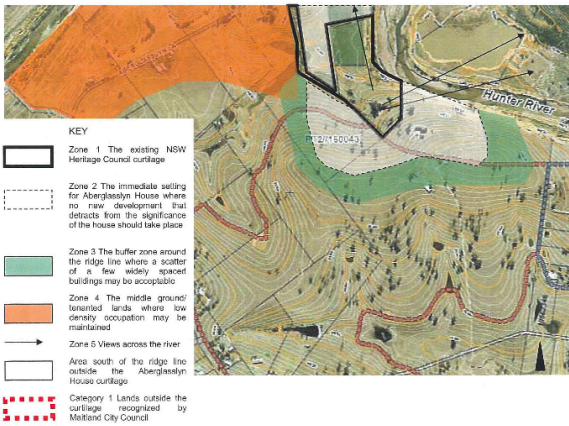 Hunter River
KEY
Zone 1 The existing NSW
Heritage Council curtilage
Zone 2 The immediate setting
for Aberglasslyn House where
no new development that
detracts from the significance
of the house should take place
Zone 3 The buffer zone around
the ridge line where a scatter
of a few widely spaced
buildings may be acceptable
Zone 4 The middle ground/
tenanted lands where low
density occupation may be
maintained
Zone 5 Views across the river
Area south of the ridge line
outside the Aberglasslyn
House curtilage
Category 1 Lands outside the
curtilage recognized by
Maitland City Council